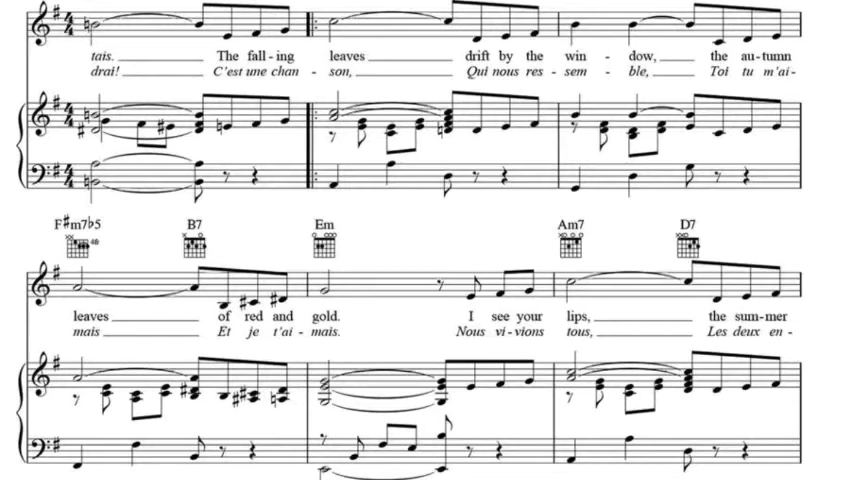 tais. The fall-ing leaves drift by the win-dow, the au-tumn
drai! C'est une chan-son, Qui nous res-sem-ble, Toi tu m'ai-
F#m7♭5 B7 Em Am7 D7
leaves of red and gold. I see your lips, the sum-mer
mais Et je t'ai-mais. Nous vi-vions tous, Les deux en-